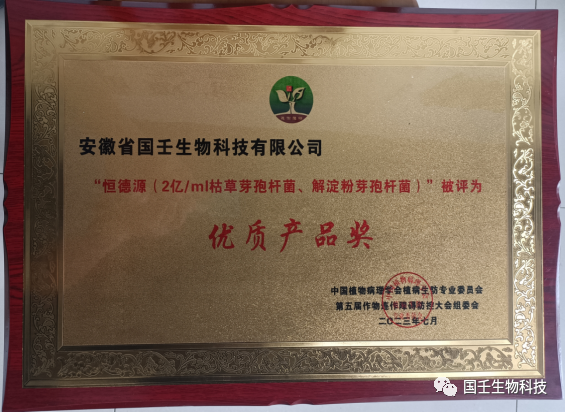 安徽省国壬生物科技有限公司
“恒德源（2亿/ml枯草芽孢杆菌、解淀粉芽孢杆菌）”被评为
优质产品奖
中国植物病理学会植病生防专业委员会
第五届作物连作障碍防控大会组委会
二〇二三年七月
国壬生物科技